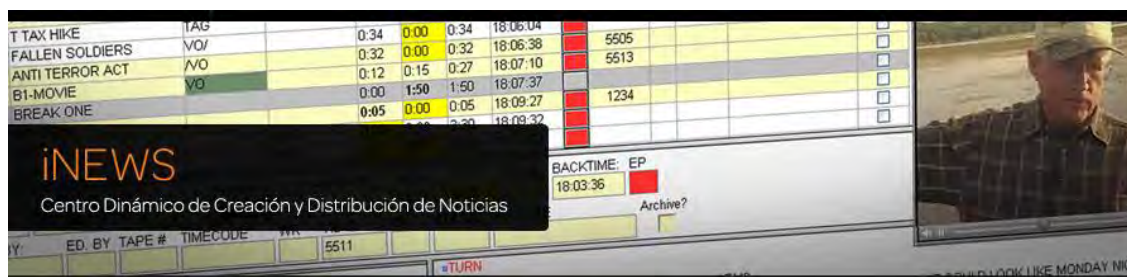 T TAX HIKE TAG 0:34 0:00 0:34 18:06:04
FALLEN SOLDIERS VO/ 0:32 0:00 0:32 18:06:38 5505
ANTI TERROR ACT /VO 0:12 0:15 0:27 18:07:10 5513
B1-MOVIE VO 0:00 1:50 1:50 18:07:37
BREAK ONE 0:05 0:00 0:05 18:09:27 1234
18:09:32
iNEWS
Centro Dinámico de Creación y Distribución de Noticias
BACKTIME: EP
18:03:36
Archive?
BY: ED. BY TAPE # TIMECODE
5511
TURN
LOOK LIKE MONDAY